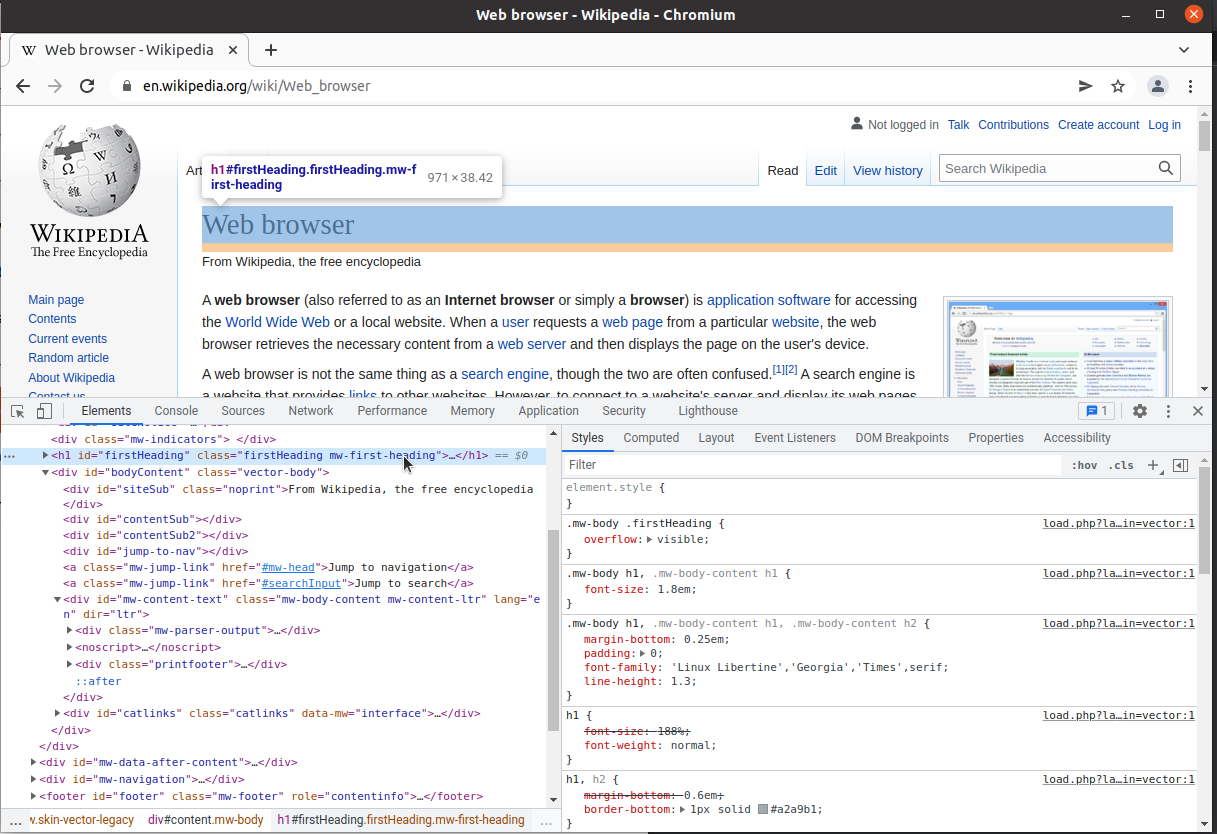 Web browser - Wikipedia - Chromium
W Web browser - Wikipedia
en.wikipedia.org/wiki/Web_browser
Not logged in Talk Contributions Create account Log in
Art
h1#firstHeading.firstHeading.mw-f
irst-heading
971 × 38.42
Read Edit View history
Search Wikipedia
WIKIPEDIA
The Free Encyclopedia
Web browser
From Wikipedia, the free encyclopedia
Main page
Contents
Current events
Random article
About Wikipedia
Contact us
A web browser (also referred to as an Internet browser or simply a browser) is application software for accessing
the World Wide Web or a local website. When a user requests a web page from a particular website, the web
browser retrieves the necessary content from a web server and then displays the page on the user's device.
A web browser is not the same thing as a search engine, though the two are often confused.[1][2] A search engine is
a website that provides links to other websites. However, to connect to a website's server and display its web pages
Elements Console Sources Network Performance Memory Application Security Lighthouse 1
<div class="mw-indicators"> </div>
… <h1 id="firstHeading" class="firstHeading mw-first-heading">…</h1> == $0
<div id="bodyContent" class="vector-body">
<div id="siteSub" class="noprint">From Wikipedia, the free encyclopedia
</div>
<div id="contentSub"></div>
<div id="contentSub2"></div>
<div id="jump-to-nav"></div>
<a class="mw-jump-link" href="#mw-head">Jump to navigation</a>
<a class="mw-jump-link" href="#searchInput">Jump to search</a>
<div id="mw-content-text" class="mw-body-content mw-content-ltr" lang="e
n" dir="ltr">
<div class="mw-parser-output">…</div>
<noscript>…</noscript>
<div class="printfooter">…</div>
::after
</div>
<div id="catlinks" class="catlinks" data-mw="interface">…</div>
</div>
</div>
<div id="mw-data-after-content">…</div>
<div id="mw-navigation">…</div>
<footer id="footer" class="mw-footer" role="contentinfo">…</footer>
… w.skin-vector-legacy div#content.mw-body h1#firstHeading.firstHeading.mw-first-heading …
Styles Computed Layout Event Listeners DOM Breakpoints Properties Accessibility
Filter :hov .cls +
element.style {
}
.mw-body .firstHeading { load.php?la…in=vector:1
overflow: visible;
}
.mw-body h1, .mw-body-content h1 { load.php?la…in=vector:1
font-size: 1.8em;
}
.mw-body h1, .mw-body-content h1, .mw-body-content h2 { load.php?la…in=vector:1
margin-bottom: 0.25em;
padding: 0;
font-family: 'Linux Libertine','Georgia','Times',serif;
line-height: 1.3;
}
h1 { load.php?la…in=vector:1
font-size: 188%;
font-weight: normal;
}
h1, h2 { load.php?la…in=vector:1
margin-bottom: 0.6em;
border-bottom: 1px solid #a2a9b1;
}